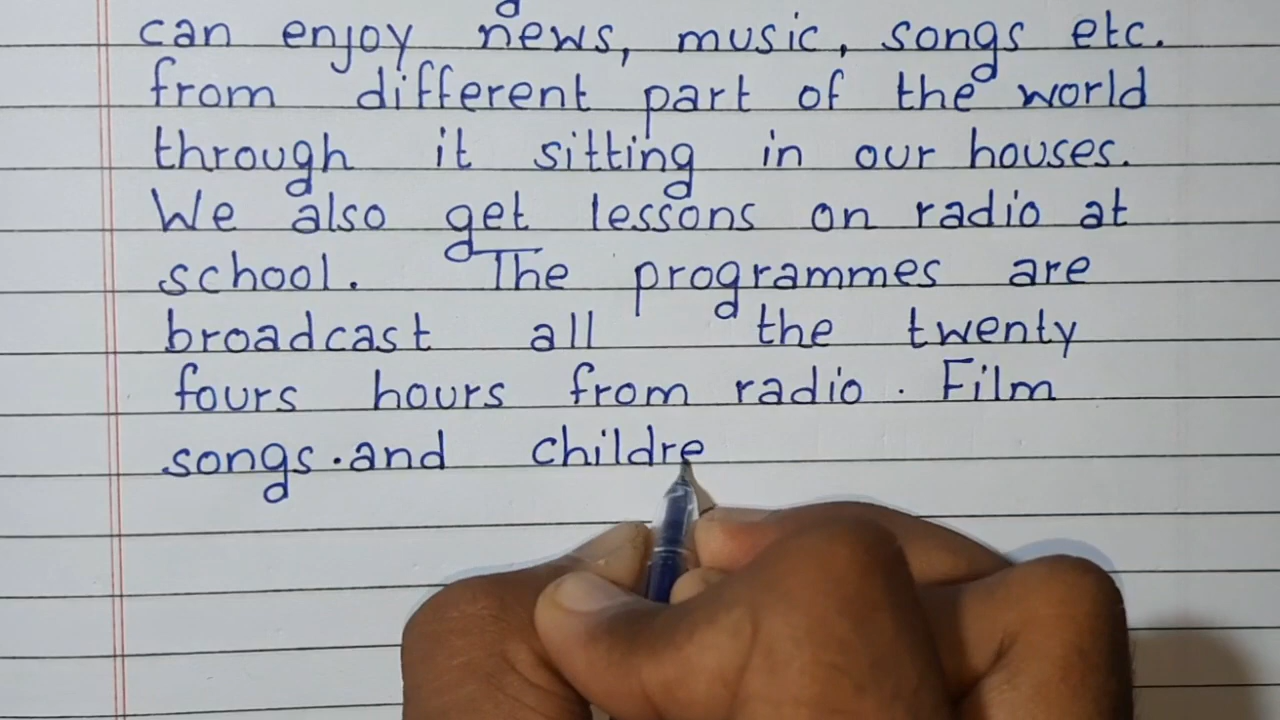 can enjoy news, music, songs etc.
from different part of the world
through it sitting in our houses.
We also get lessons on radio at
school. The programmes are
broadcast all the twenty
fours hours from radio. Film
songs.and childre